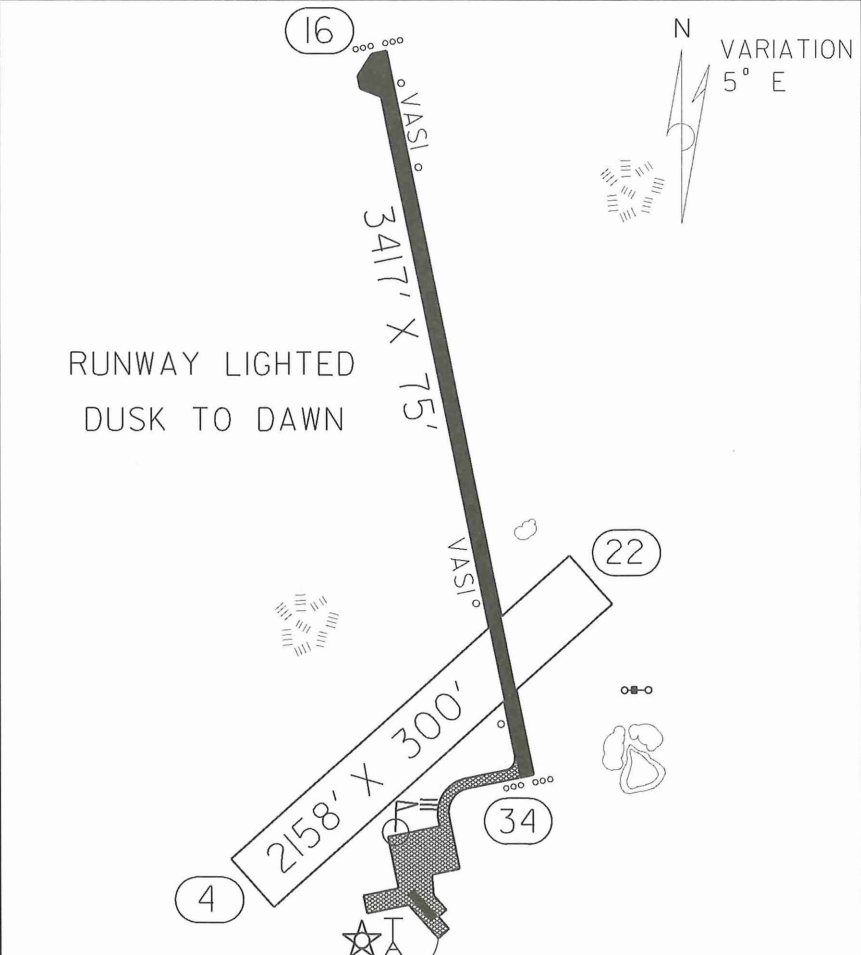 16
N
VARIATION
5° E
VASI
3417' X 75'
RUNWAY LIGHTED
DUSK TO DAWN
VASI
22
2158' X 300'
34
4